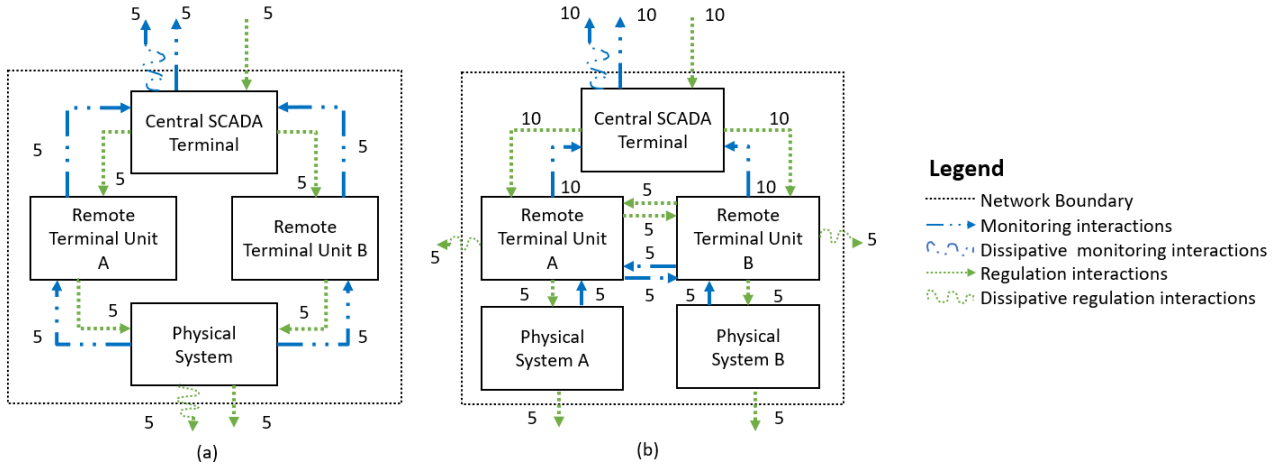 5
5
5
Central SCADA
Terminal
5
5
5
5
Remote
Terminal Unit
A
Remote
Terminal Unit B
5
5
5
5
Physical
System
5
5
(a)
10
10
10
Central SCADA
Terminal
10
10
10
10
Remote
Terminal Unit
A
5
5
5
5
Remote
Terminal Unit
B
5
5
5
5
5
5
Physical
System A
Physical
System B
5
5
(b)
Legend
Network Boundary
Monitoring interactions
Dissipative monitoring interactions
Regulation interactions
Dissipative regulation interactions